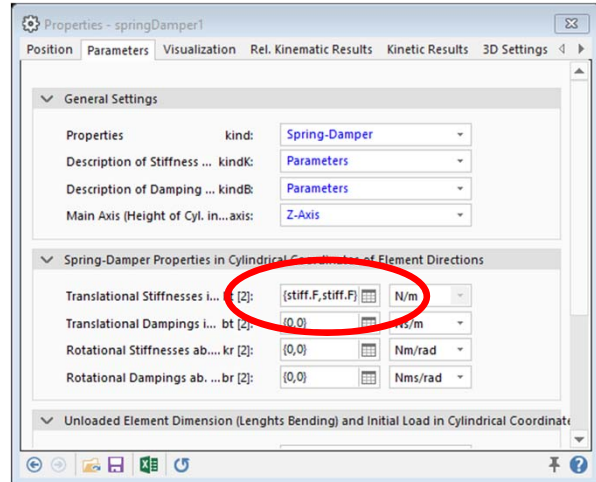 Properties - springDamper1
Position Parameters Visualization Rel. Kinematic Results Kinetic Results 3D Settings
General Settings
Properties kind: Spring-Damper
Description of Stiffness ... kindK: Parameters
Description of Damping ... kindB: Parameters
Main Axis (Height of Cyl. in...axis: Z-Axis
Spring-Damper Properties in Cylindrical Coordinates of Element Directions
Translational Stiffnesses i... kt [2]: {stiff.F,stiff.F} N/m
Translational Dampings i... bt [2]: {0,0} Ns/m
Rotational Stiffnesses ab.... kr [2]: {0,0} Nm/rad
Rotational Dampings ab. ...br [2]: {0,0} Nms/rad
Unloaded Element Dimension (Lenghts Bending) and Initial Load in Cylindrical Coordinate